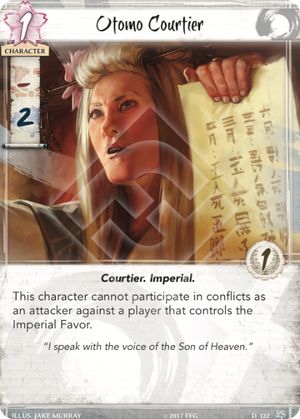 Otomo Courtier
1
CHARACTER
–
2
1
Courtier. Imperial.
This character cannot participate in conflicts as
an attacker against a player that controls the
Imperial Favor.
"I speak with the voice of the Son of Heaven."
ILLUS. JAKE MURRAY
© 2017 FFG
D 122